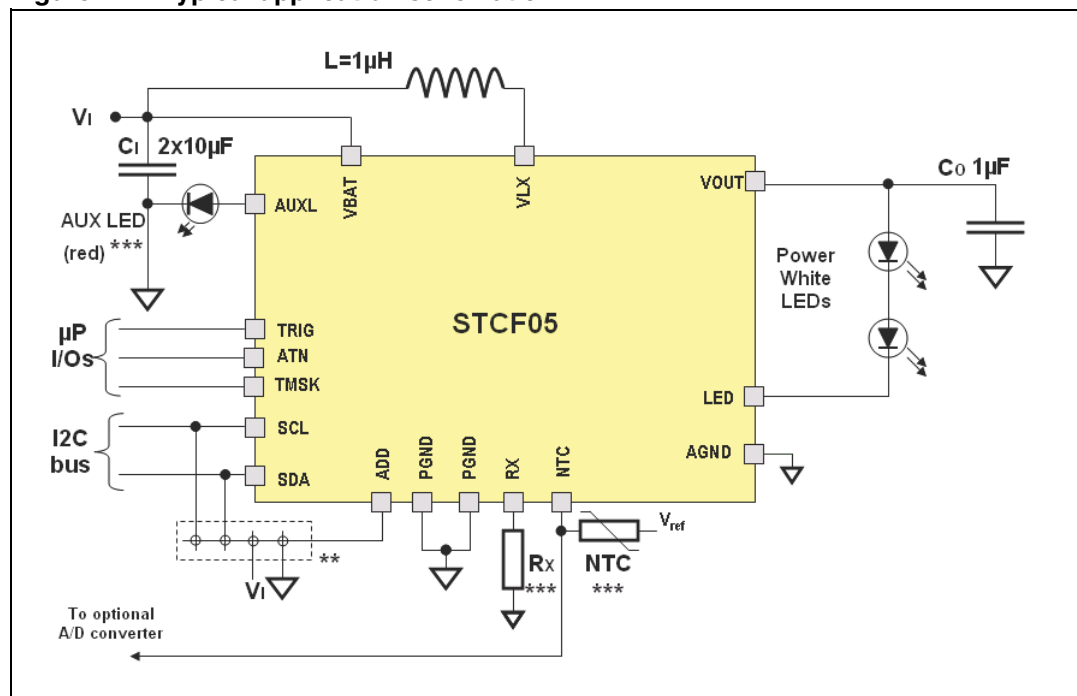 L=1µH
VI
CI 2x10µF
VBAT
VLX
VOUT
CO 1µF
AUXL
AUX LED
(red) ***
Power
White
LEDs
STCF05
µP
I/Os
TRIG
ATN
TMSK
LED
I2C
bus
SCL
SDA
ADD
PGND
PGND
RX
NTC
AGND
Vref
**
RX
***
NTC
***
VI
To optional
A/D converter